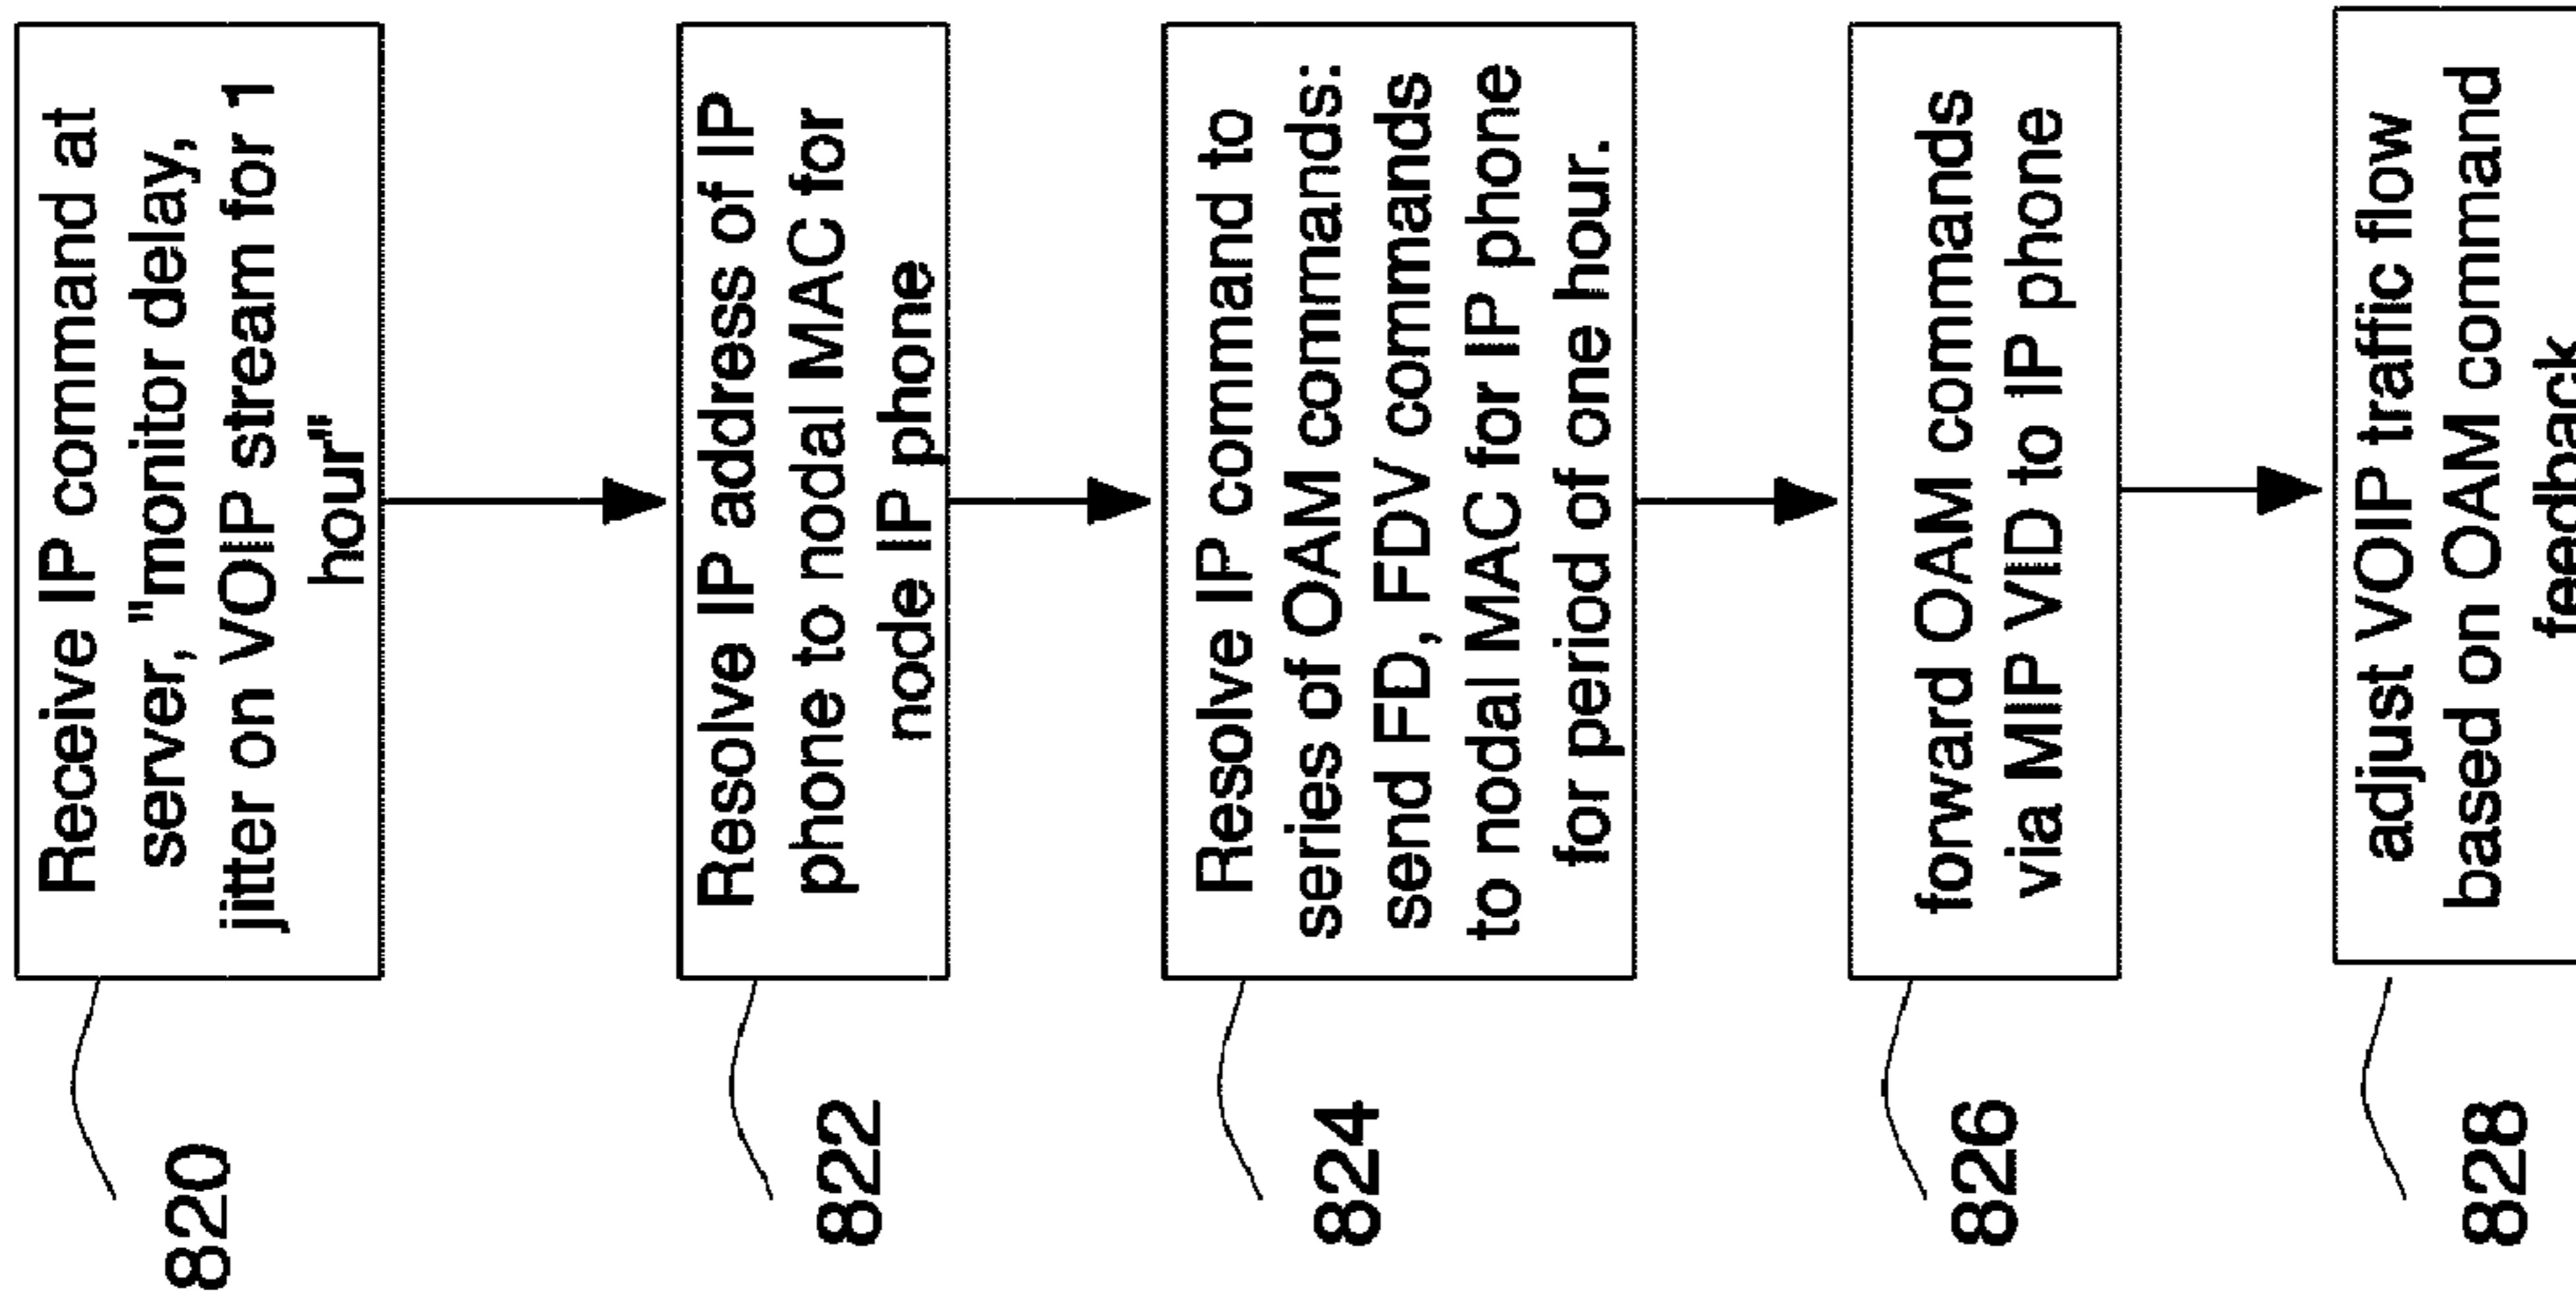 Receive IP command at
server, "monitor delay,
jitter on VOIP stream for 1
hour"
820
Resolve IP address of IP
phone to nodal MAC for
node IP phone
822
Resolve IP command to
series of OAM commands:
send FD, FDV commands
to nodal MAC for IP phone
for period of one hour.
824
forward OAM commands
via MIP VID to IP phone
826
adjust VOIP traffic flow
based on OAM command
feedback
828